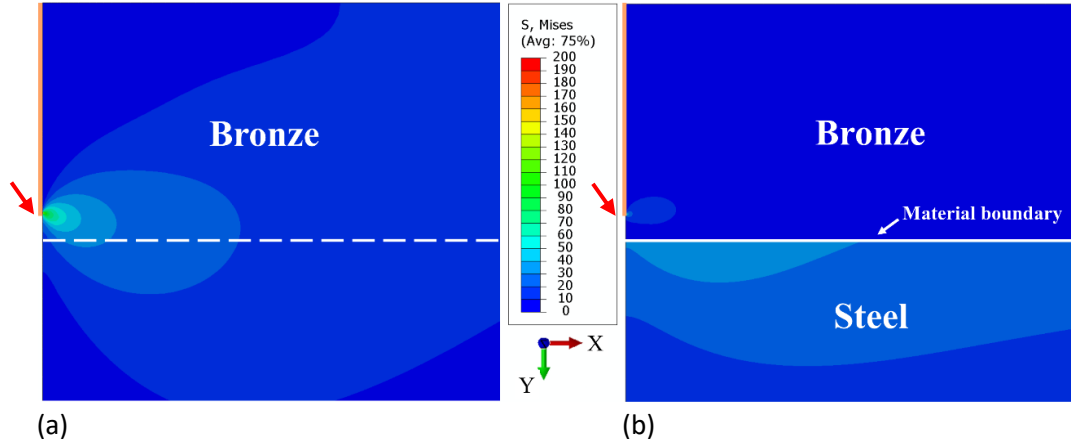 Bronze
S, Mises
(Avg: 75%)
200
190
180
170
160
150
140
130
120
110
100
90
80
70
60
50
40
30
20
10
0
X
Y
Bronze
Material boundary
Steel
(a)
(b)